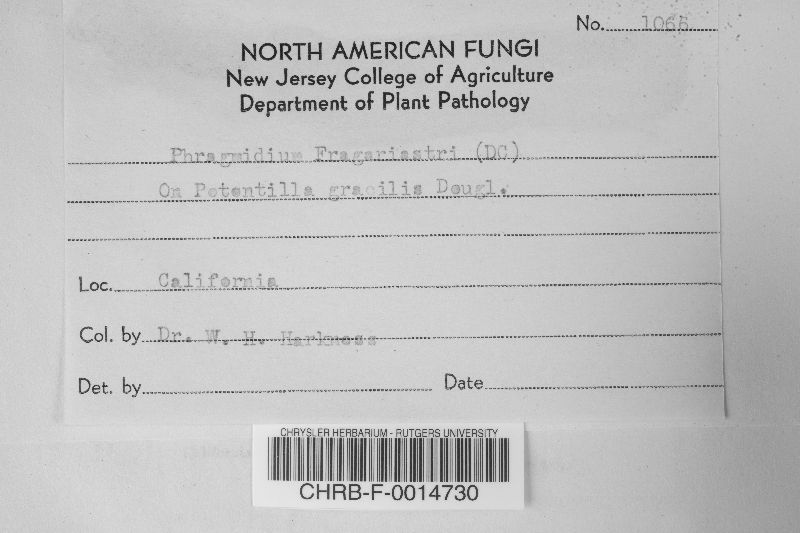 No. 1066
NORTH AMERICAN FUNGI
New Jersey College of Agriculture
Department of Plant Pathology
Phragmidium Fragariastri (DC)
On Potentilla gracilis Dougl.
Loc. California
Col. by Dr. W. H. Harkness
Det. by Date
CHRYSLER HERBARIUM - RUTGERS UNIVERSITY
CHRB-F-0014730